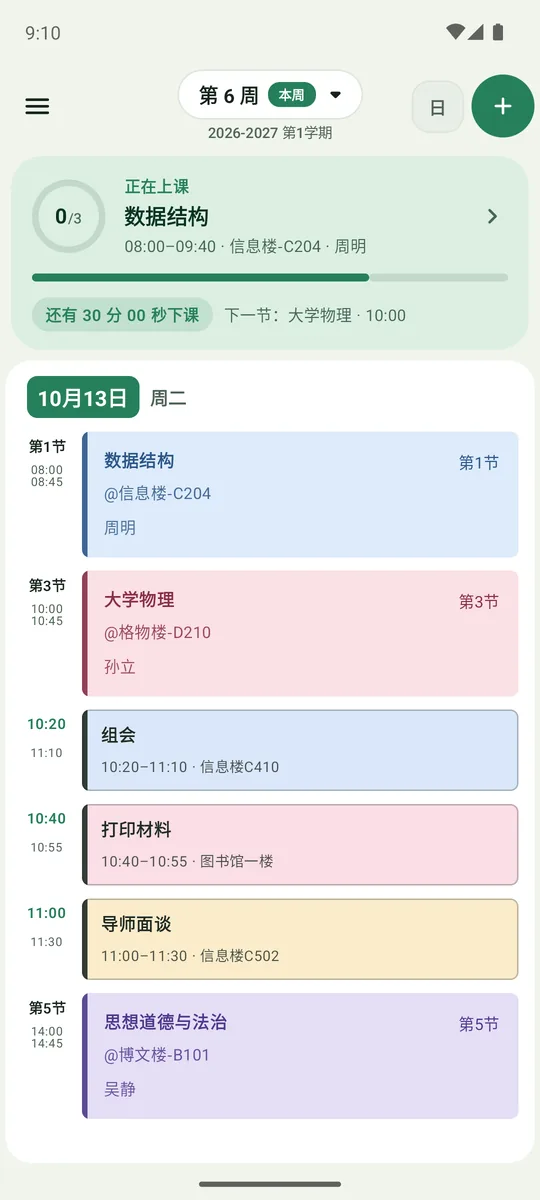 9:10
第 6 周 本周
日
2026-2027 第1学期
0/3
正在上课
数据结构
08:00–09:40 · 信息楼-C204 · 周明
还有 30 分 00 秒下课
下一节：大学物理 · 10:00
10月13日 周二
第1节
08:00
08:45
数据结构
第1节
@信息楼-C204
周明
第3节
10:00
10:45
大学物理
第3节
@格物楼-D210
孙立
10:20
11:10
组会
10:20–11:10 · 信息楼C410
10:40
10:55
打印材料
10:40–10:55 · 图书馆一楼
11:00
11:30
导师面谈
11:00–11:30 · 信息楼C502
第5节
14:00
14:45
思想道德与法治
第5节
@博文楼-B101
吴静